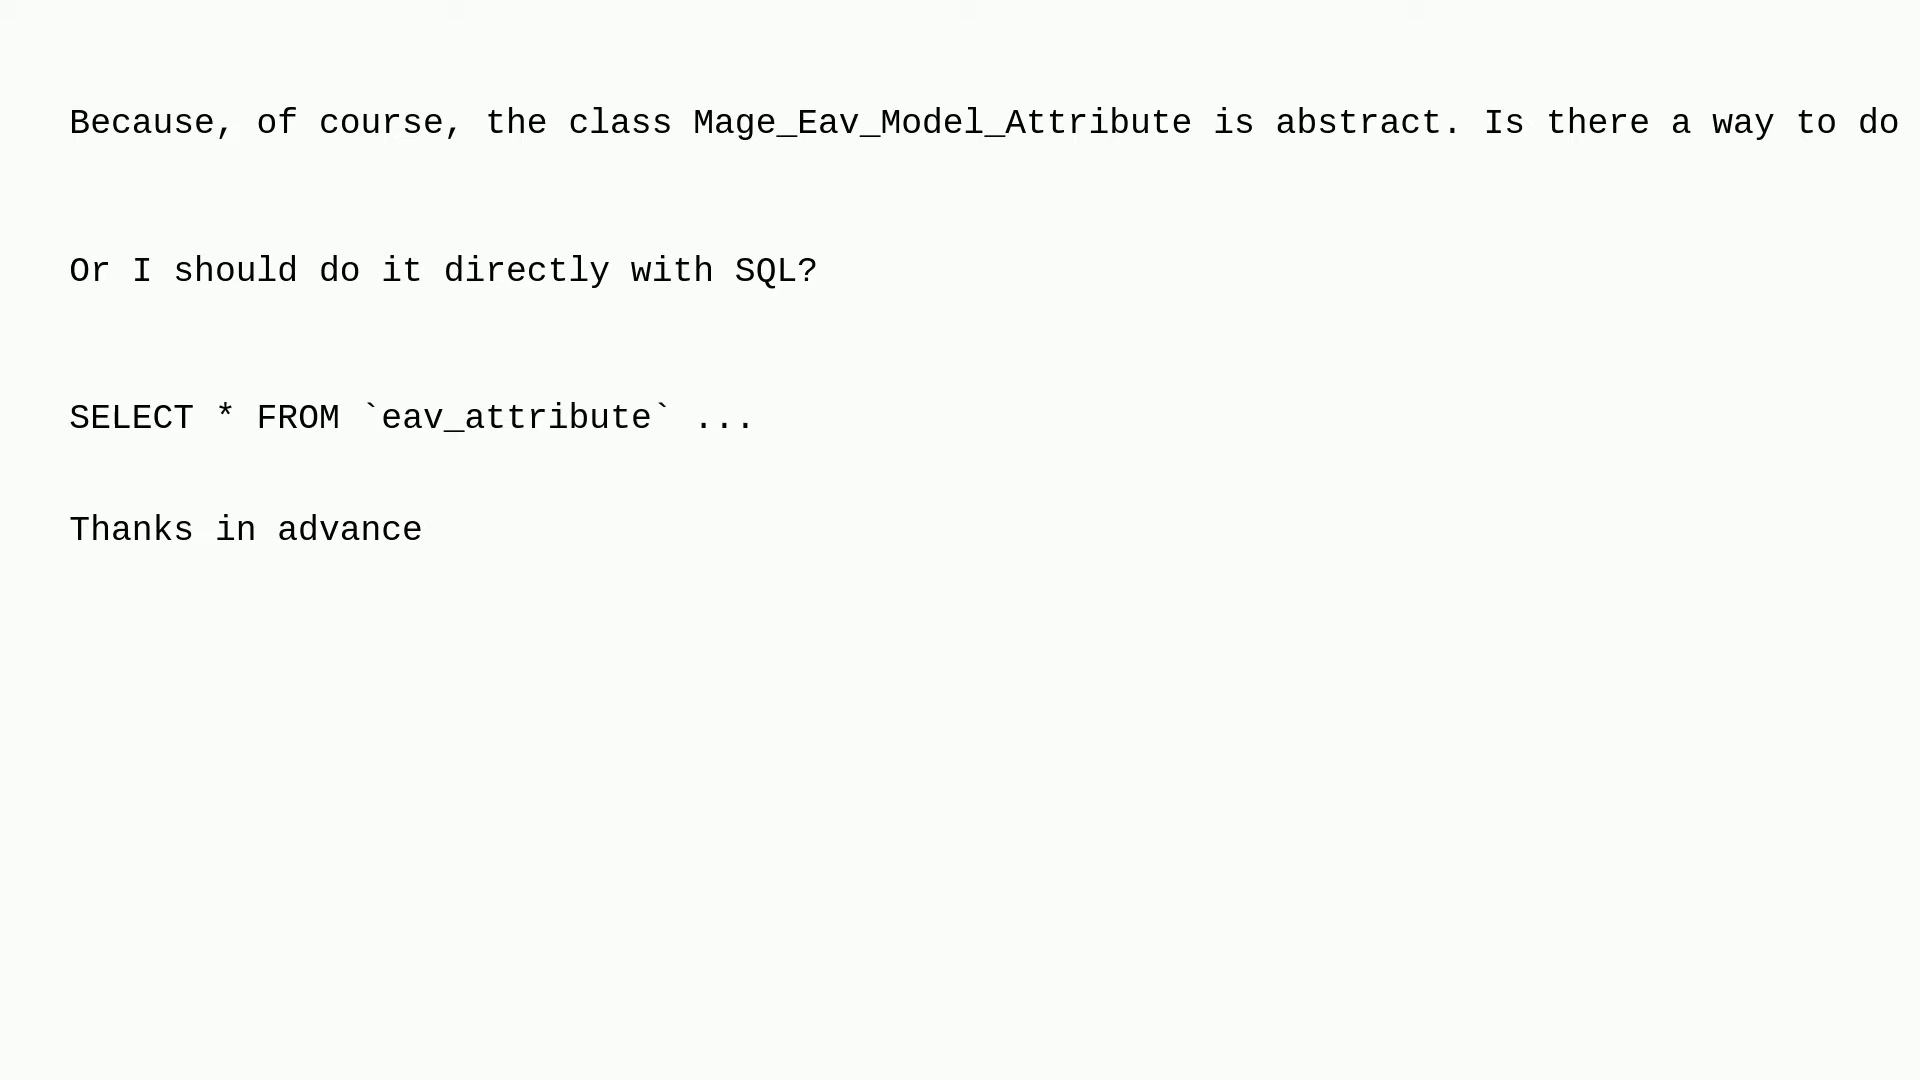 Because, of course, the class Mage_Eav_Model_Attribute is abstract. Is there a way to do
Or I should do it directly with SQL?
SELECT * FROM `eav_attribute` ...
Thanks in advance